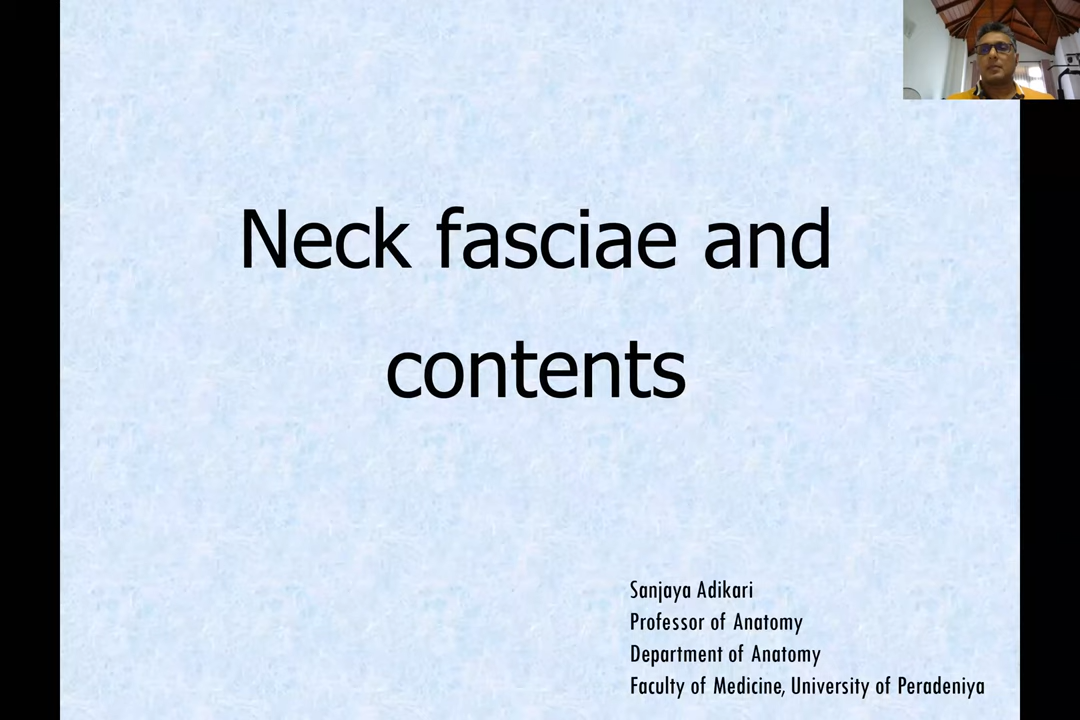 Neck fasciae and
contents
Sanjaya Adikari
Professor of Anatomy
Department of Anatomy
Faculty of Medicine, University of Peradeniya